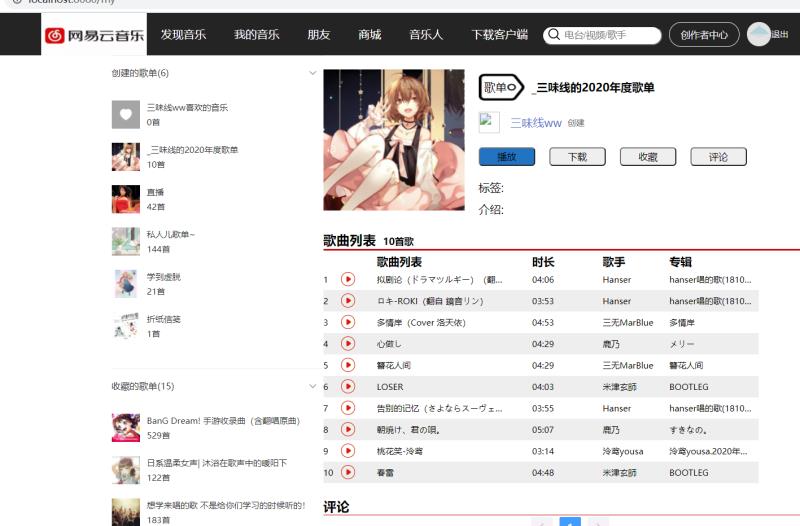 localhost:8080/my
网易云音乐 发现音乐 我的音乐 朋友 商城 音乐人 下载客户端 电台/视频/歌手 创作者中心 退出
创建的歌单(6)
三味线ww喜欢的音乐
0首
_三味线的2020年度歌单
10首
直播
42首
私人儿歌单~
144首
学到虚脱
21首
折纸信笺
1首
收藏的歌单(15)
BanG Dream! 手游收录曲（含翻唱原曲）
529首
日系温柔女声| 沐浴在歌声中的暖阳下
122首
想学来唱的歌 不是给你们学习的时候听的!
183首
歌单 _三味线的2020年度歌单
三味线ww 创建
播放 下载 收藏 评论
标签:
介绍:
歌曲列表 10首歌
歌曲列表 时长 歌手 专辑
1 拟剧论（ドラマツルギー）（翻... 04:06 Hanser hanser唱的歌(1810...
2 ロキ-ROKI（翻自 鏡音リン） 03:53 Hanser hanser唱的歌(1810...
3 多情岸（Cover 洛天依） 04:53 三无MarBlue 多情岸
4 心做し 04:29 鹿乃 メリー
5 簪花人间 04:29 三无MarBlue 簪花人间
6 LOSER 04:03 米津玄師 BOOTLEG
7 告别的记忆（さよならスーヴェ... 03:55 Hanser hanser唱的歌(1810...
8 朝焼け、君の唄。 05:07 鹿乃 すきなの。
9 桃花笑-泠鸢 03:14 泠鸢yousa 泠鸢yousa.2020年...
10 春雷 04:48 米津玄師 BOOTLEG
评论
1